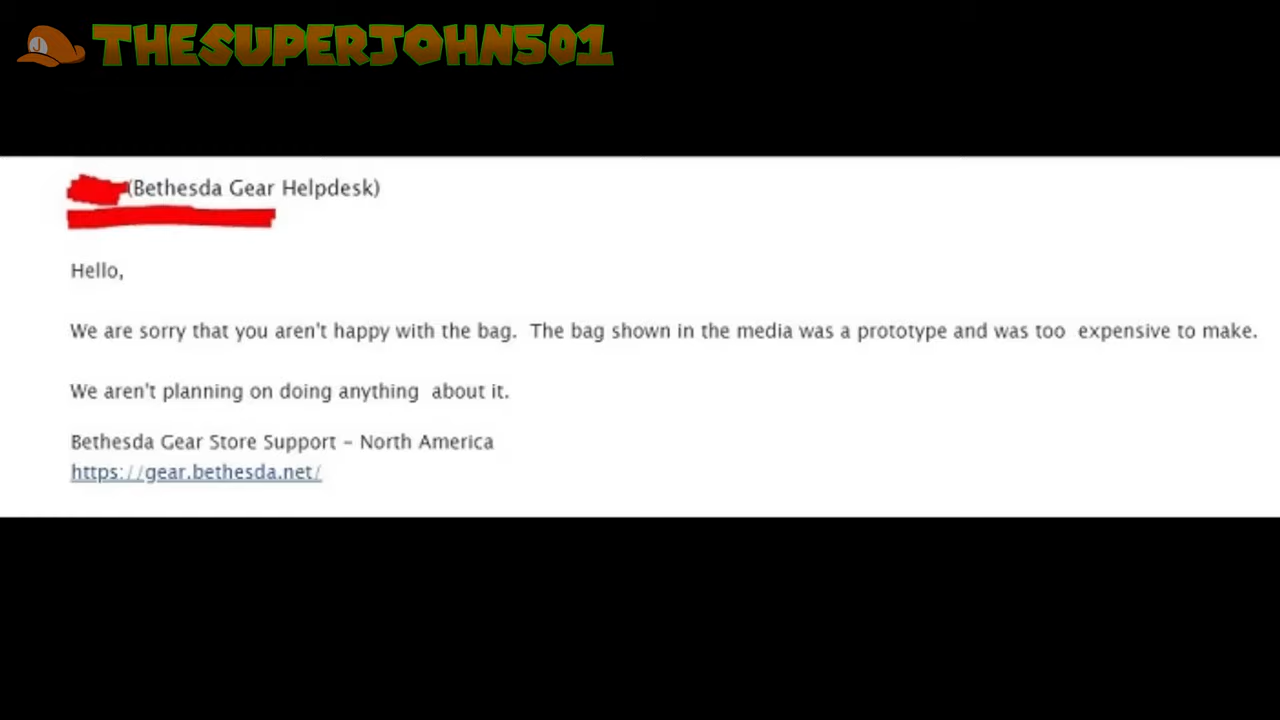 THESUPERJOHN501
(Bethesda Gear Helpdesk)
Hello,
We are sorry that you aren't happy with the bag.  The bag shown in the media was a prototype and was too  expensive to make.
We aren't planning on doing anything  about it.
Bethesda Gear Store Support – North America
https://gear.bethesda.net/